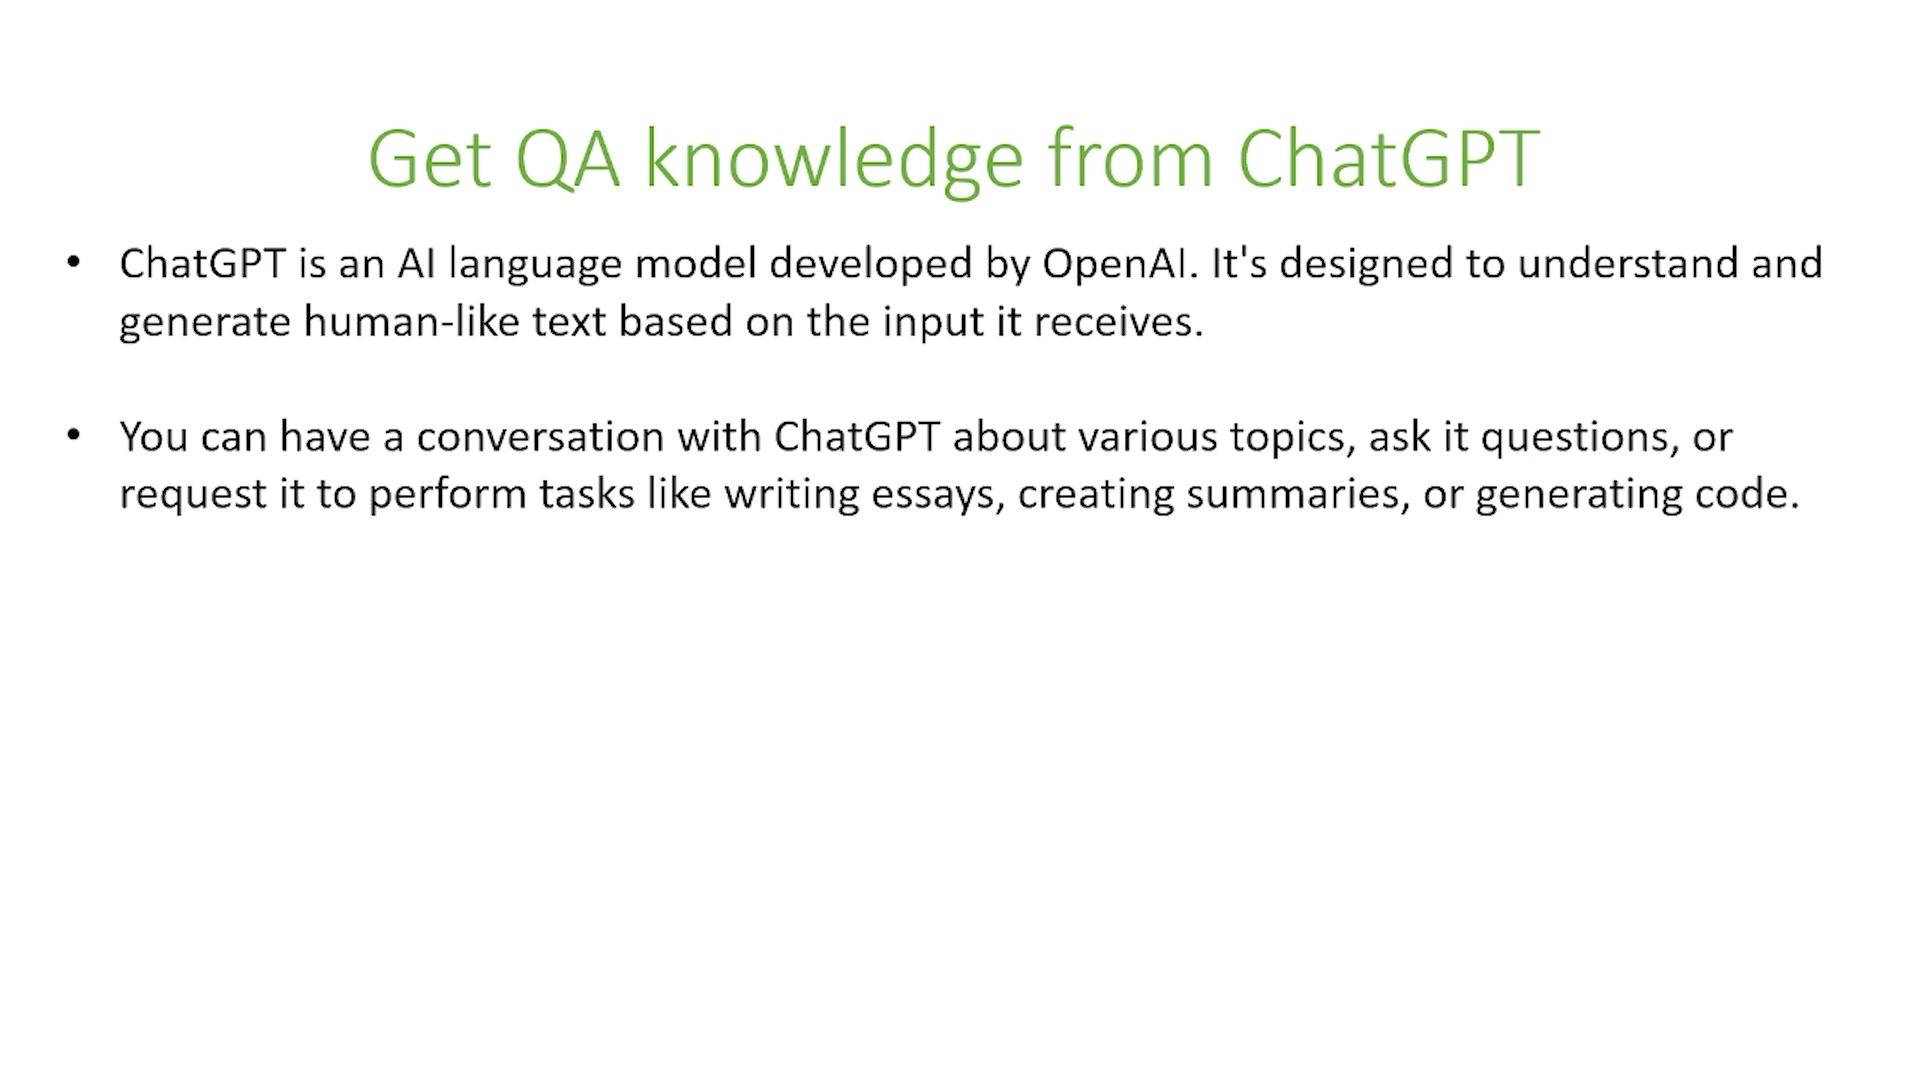 Get QA knowledge from ChatGPT
• ChatGPT is an AI language model developed by OpenAI. It's designed to understand and
generate human-like text based on the input it receives.
• You can have a conversation with ChatGPT about various topics, ask it questions, or
request it to perform tasks like writing essays, creating summaries, or generating code.